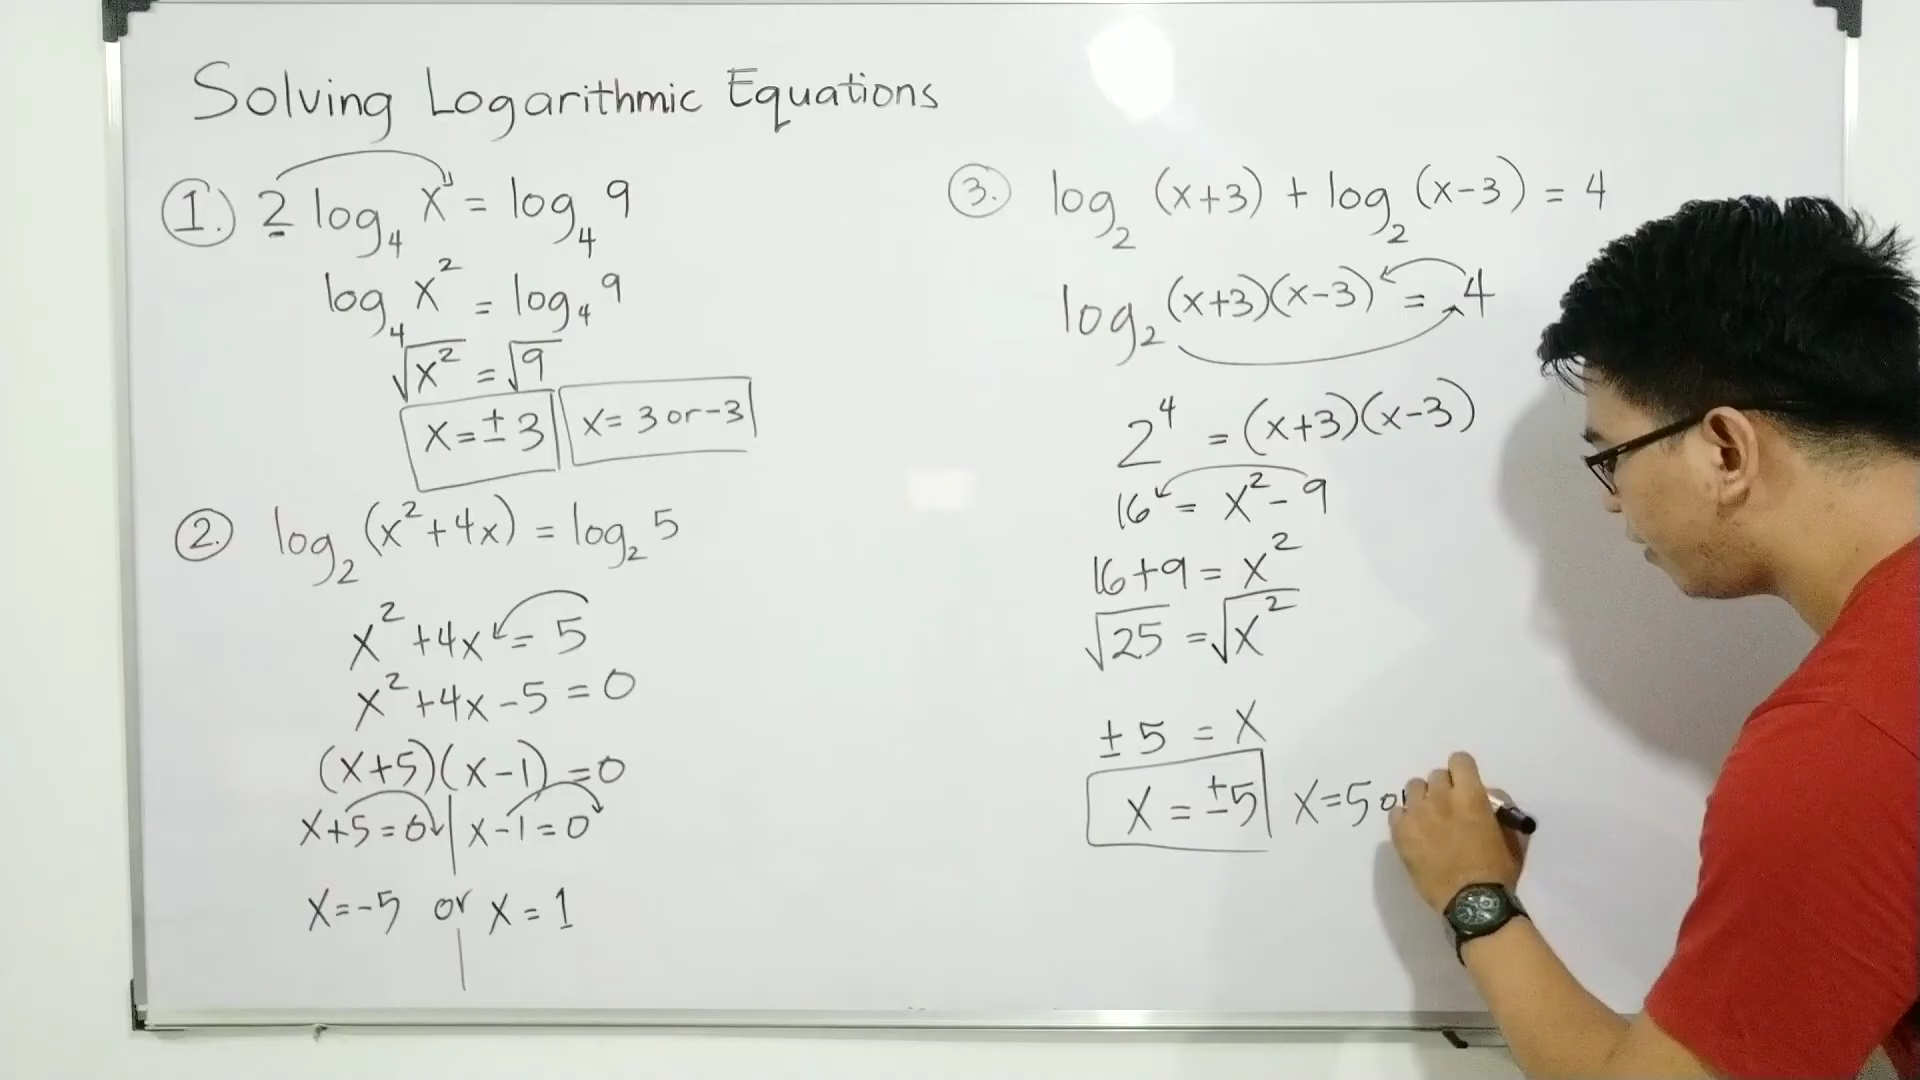 Solving Logarithmic Equations
1. 2 log₄ x = log₄ 9
log₄ x² = log₄ 9
√x² = √9
x = ± 3 x = 3 or -3
2. log₂ (x² + 4x) = log₂ 5
x² + 4x = 5
x² + 4x - 5 = 0
(x+5)(x-1) = 0
x+5 = 0 | x-1 = 0
x = -5 or x = 1
3. log₂ (x+3) + log₂ (x-3) = 4
log₂ (x+3)(x-3) = 4
2⁴ = (x+3)(x-3)
16 = x² - 9
16 + 9 = x²
√25 = √x²
± 5 = x
x = ± 5 x = 5 or